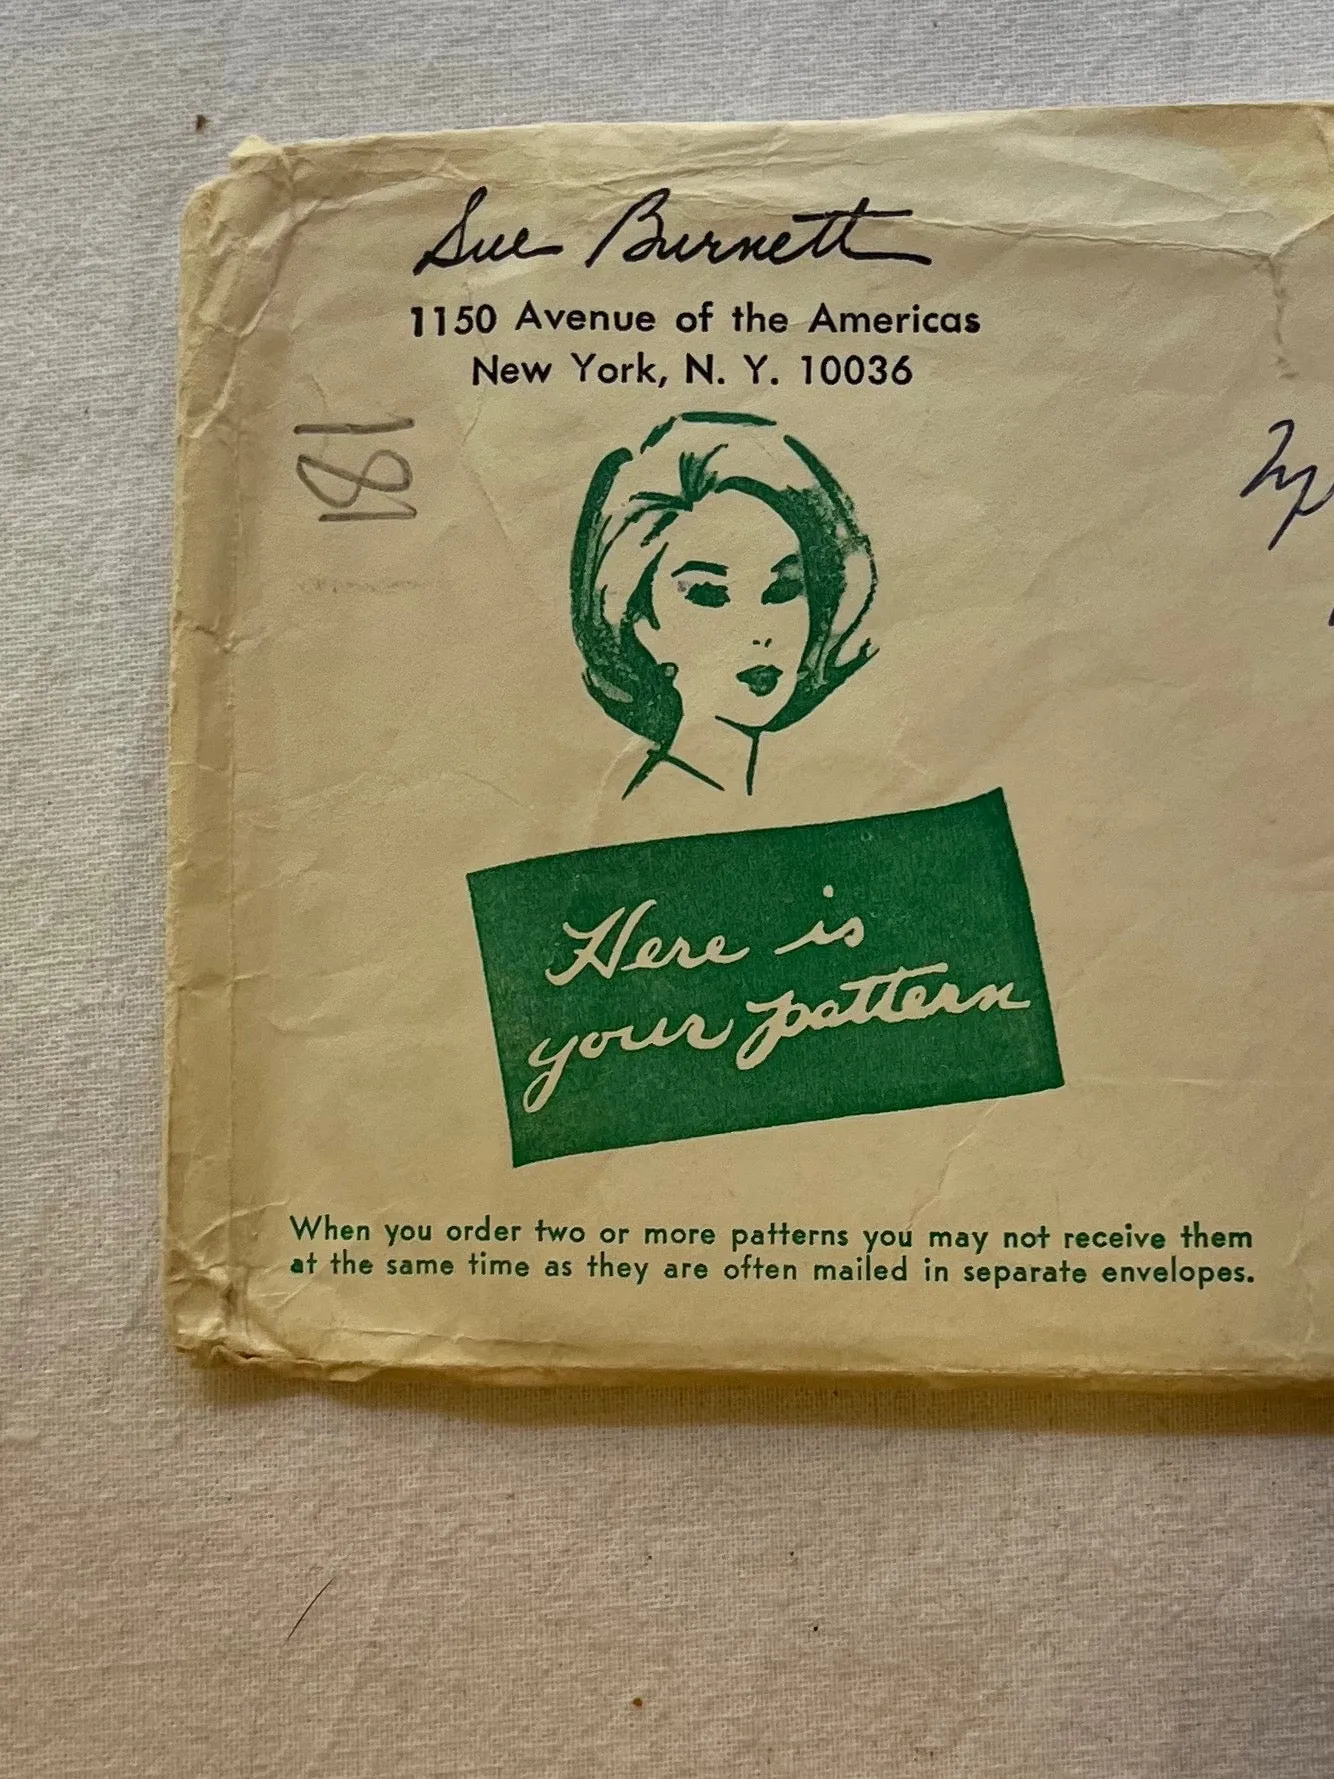 Sue Burnett
1150 Avenue of the Americas
New York, N. Y. 10036
181
Here is
your pattern
When you order two or more patterns you may not receive them
at the same time as they are often mailed in separate envelopes.